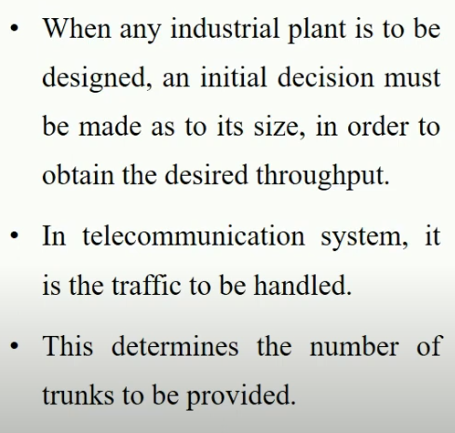 • When any industrial plant is to be
designed, an initial decision must
be made as to its size, in order to
obtain the desired throughput.
• In telecommunication system, it
is the traffic to be handled.
• This determines the number of
trunks to be provided.